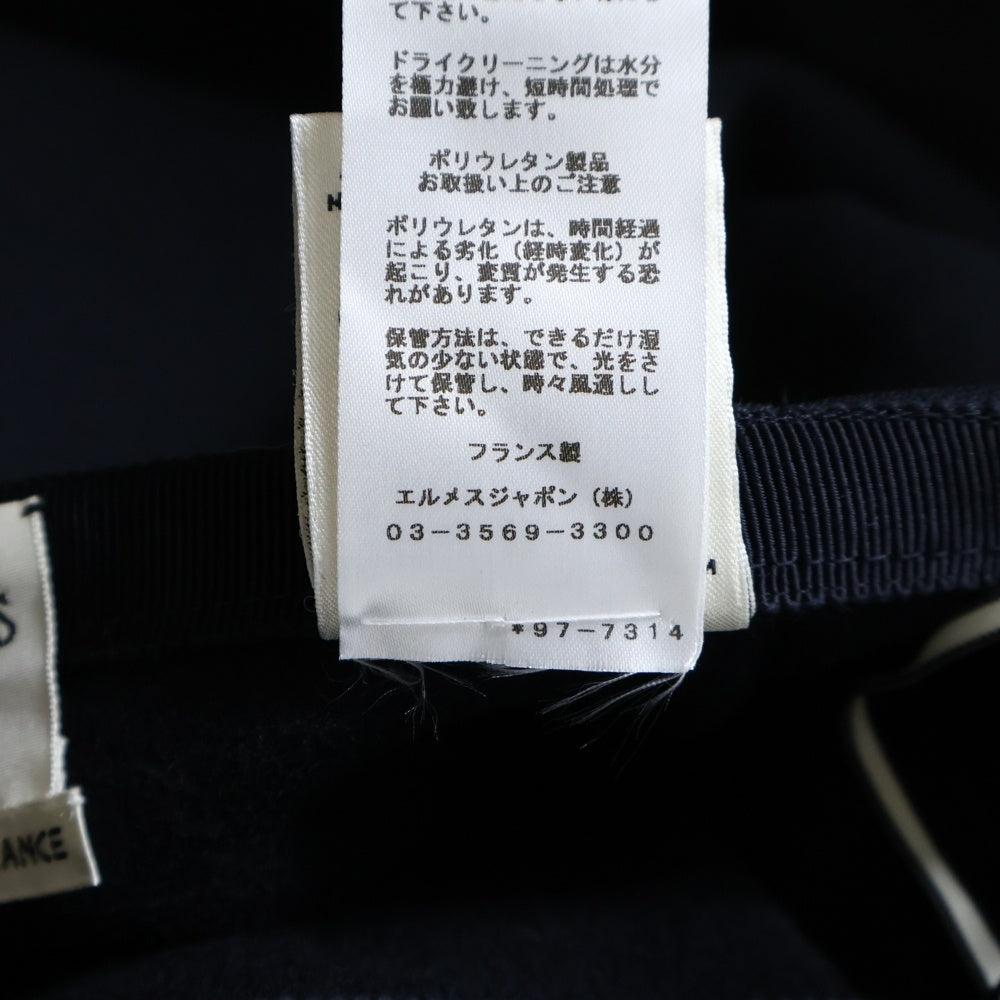 て下さい。
ドライクリーニングは水分
を極力避け、短時間処理で
お願い致します。
ポリウレタン製品
お取扱い上のご注意
ポリウレタンは、時間経過
による劣化（経時変化）が
起こり、変質が発生する恐
れがあります。
保管方法は、できるだけ湿
気の少ない状態で、光をさ
けて保管し、時々風通しし
て下さい。
フランス製
エルメスジャポン（株）
03-3569-3300
*97-7314
S
ANCE